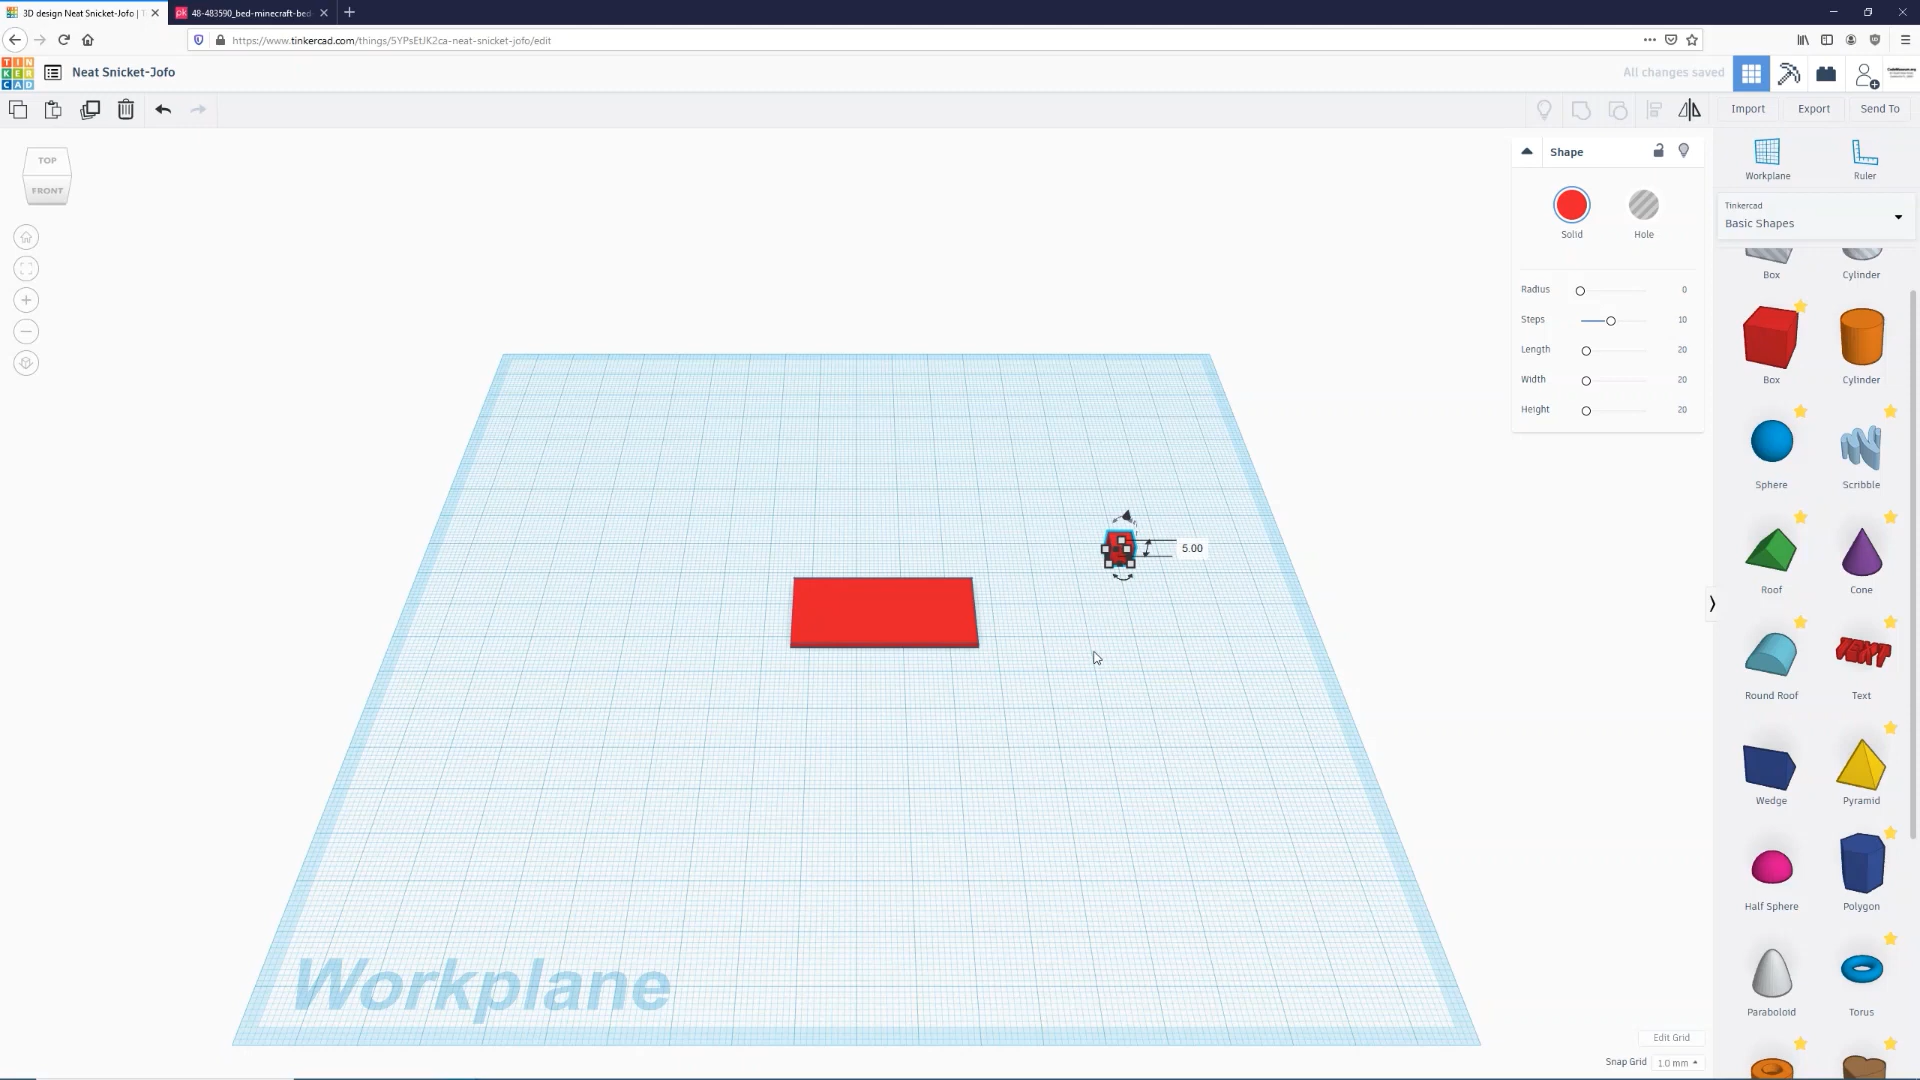 3D design Neat Snicket-Jofo | T
48-483590_bed-minecraft-bed-
https://www.tinkercad.com/things/5YPsEtJK2ca-neat-snicket-jofo/edit
TIN
KER
CAD
Neat Snicket-Jofo
All changes saved
Import
Export
Send To
TOP
FRONT
Shape
Solid
Hole
Radius 0
Steps 10
Length 20
Width 20
Height 20
Workplane
Ruler
Tinkercad
Basic Shapes
Box
Cylinder
Box
Cylinder
Sphere
Scribble
Roof
Cone
TEXT
Round Roof
Text
Wedge
Pyramid
Half Sphere
Polygon
Paraboloid
Torus
5.00
Workplane
Edit Grid
Snap Grid 1.0 mm